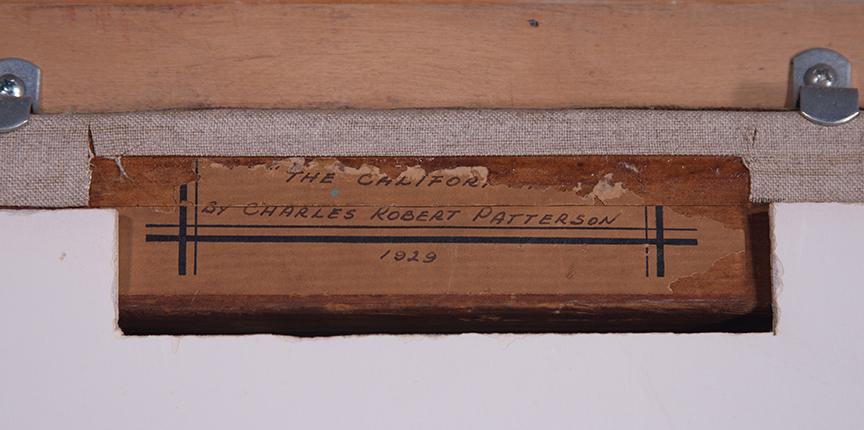 "THE CALIFOR
BY CHARLES ROBERT PATTERSON
1929